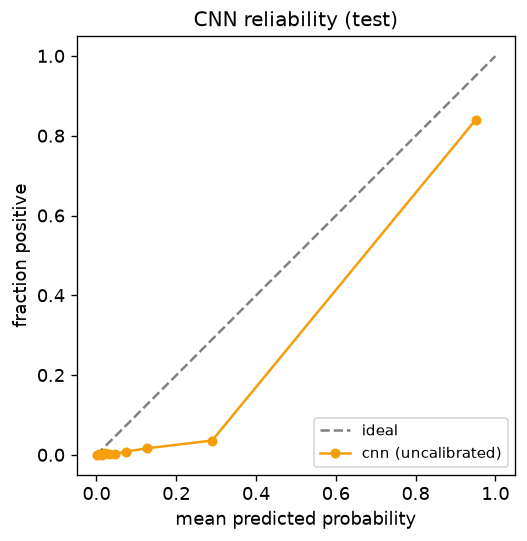 CNN reliability (test)
fraction positive
1.0
0.8
0.6
0.4
0.2
0.0
ideal
cnn (uncalibrated)
0.0 0.2 0.4 0.6 0.8 1.0
mean predicted probability